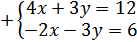 +{4x + 3y = 12
−2x − 3y = 6